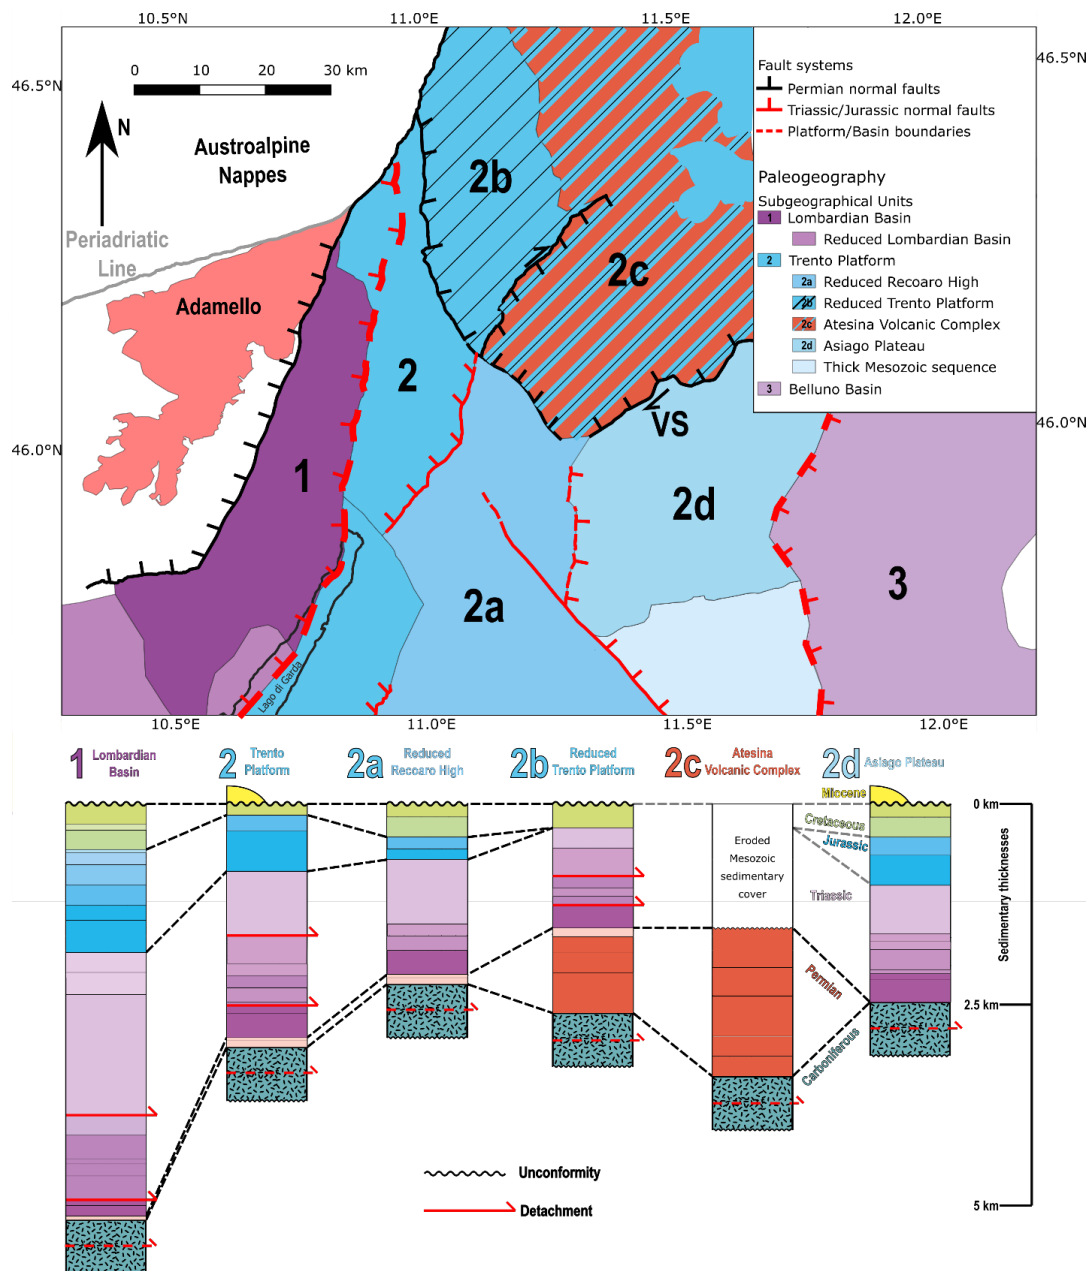 10.5°E 11.0°E 11.5°E 12.0°E
46.5°N 46.5°N
0 10 20 30 km
N
Austroalpine
Nappes
Periadriatic
Line
Adamello
2b
2c
2
1
VS
2d
2a
3
Lago di Garda
46.0°N 46.0°N
Fault systems
Permian normal faults
Triassic/Jurassic normal faults
Platform/Basin boundaries
Paleogeography
Subgeographical Units
1 Lombardian Basin
Reduced Lombardian Basin
2 Trento Platform
2a Reduced Recoaro High
2b Reduced Trento Platform
2c Atesina Volcanic Complex
2d Asiago Plateau
Thick Mesozoic sequence
3 Belluno Basin
10.5°E 11.0°E 11.5°E 12.0°E
1 Lombardian
Basin
2 Trento
Platform
2a Reduced
Recoaro High
2b Reduced
Trento Platform
2c Atesina
Volcanic Complex
2d Asiago Plateau
Miocene
Cretaceous
Jurassic
Triassic
Permian
Carboniferous
Eroded
Mesozoic
sedimentary
cover
0 km
Sedimentary thicknesses
2.5 km
5 km
Unconformity
Detachment